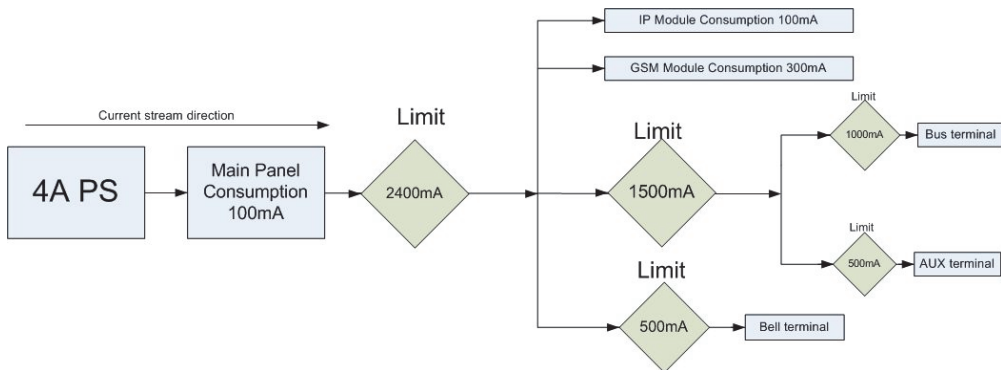 IP Module Consumption 100mA
GSM Module Consumption 300mA
Current stream direction
Limit
Limit
Limit
4A PS
Main Panel
Consumption
100mA
2400mA
1500mA
1000mA
Bus terminal
Limit
Limit
500mA
AUX terminal
500mA
Bell terminal